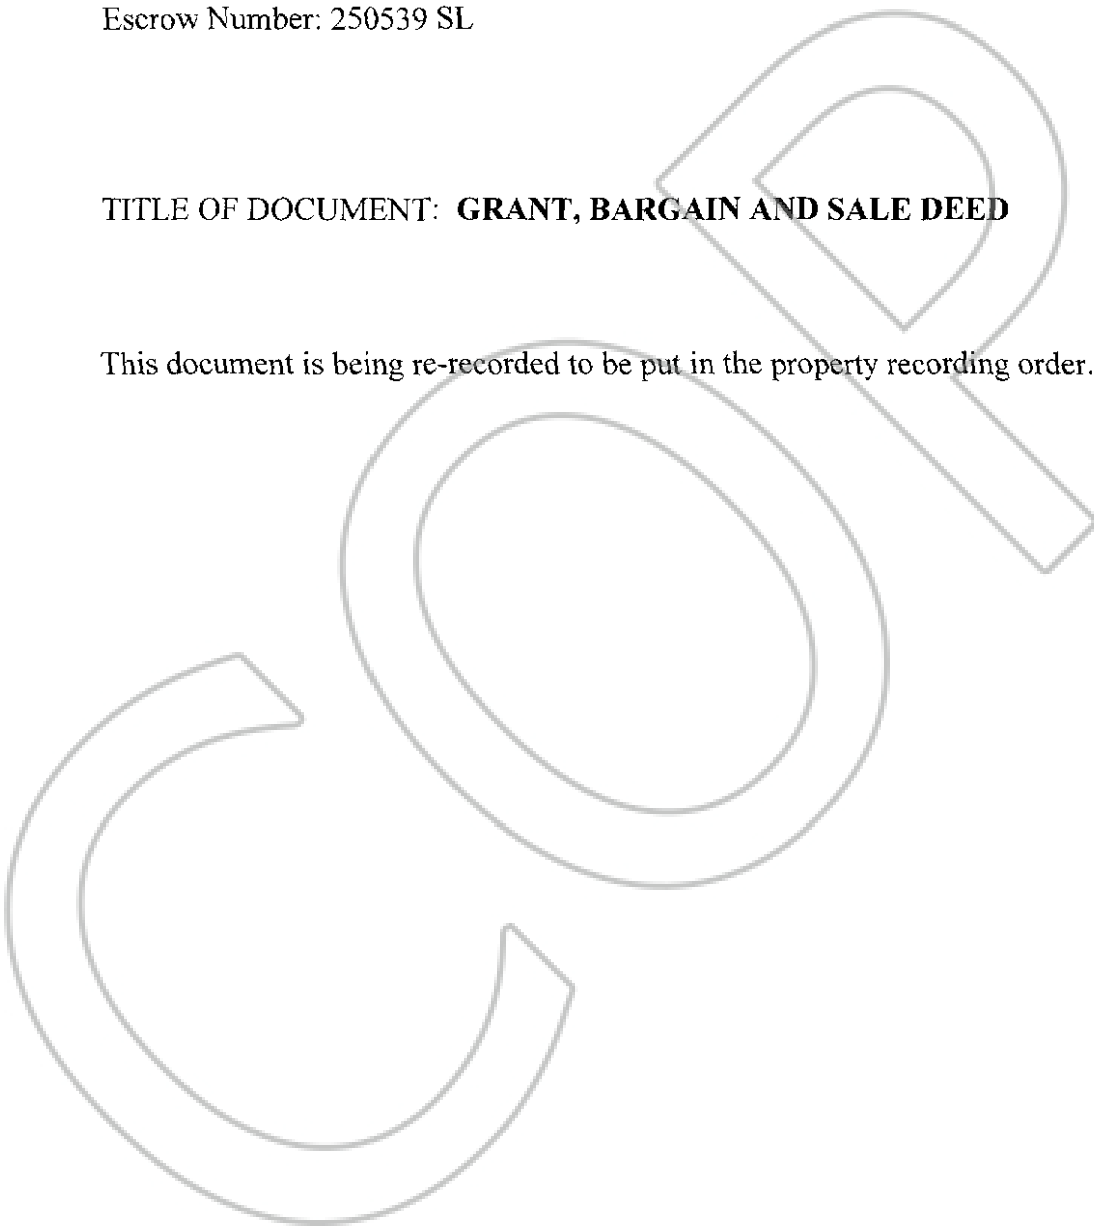 Escrow Number: 250539 SL
TITLE OF DOCUMENT: GRANT, BARGAIN AND SALE DEED
This document is being re-recorded to be put in the property recording order.
COP